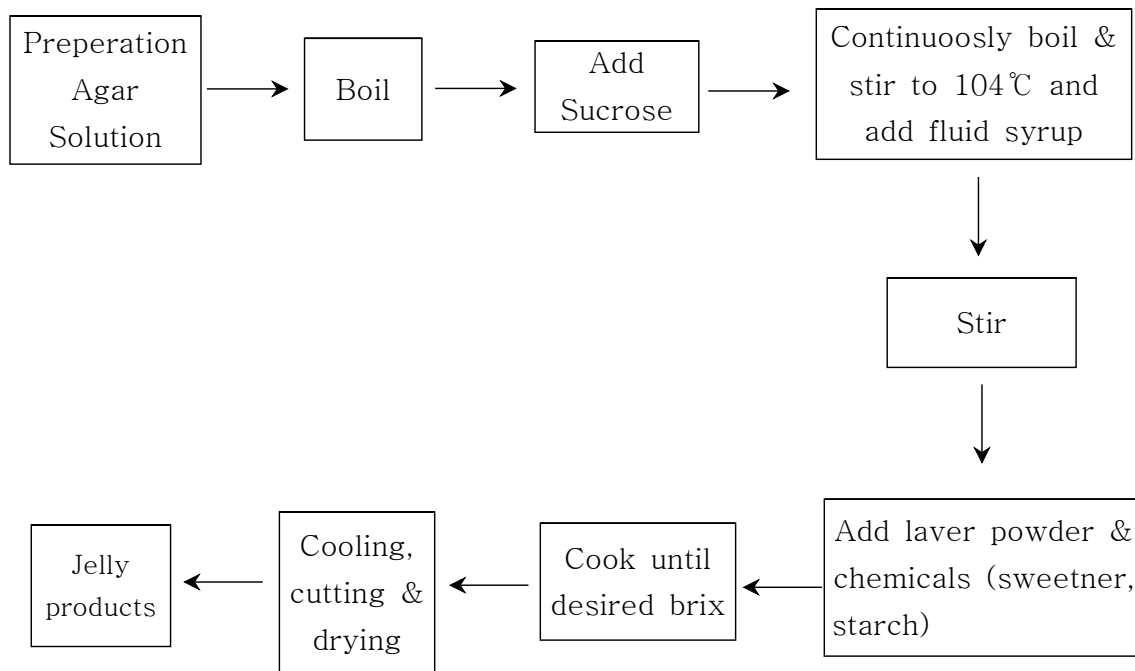 Preperation
Agar
Solution
Boil
Add
Sucrose
Continuoosly boil &
stir to 104℃ and
add fluid syrup
Stir
Add laver powder &
chemicals (sweetner,
starch)
Cook until
desired brix
Cooling,
cutting &
drying
Jelly
products